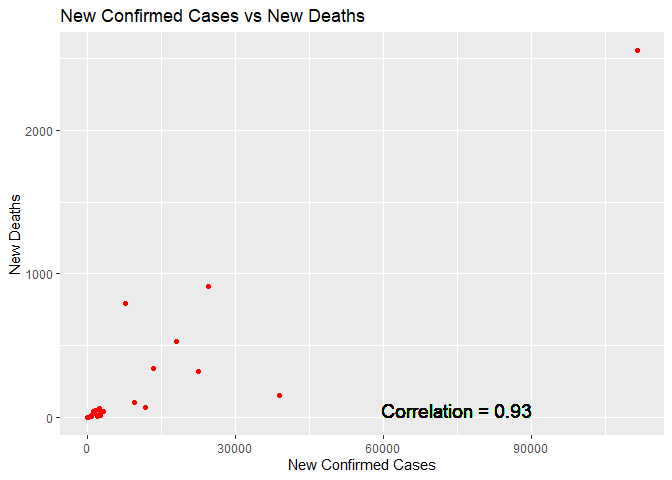 New Confirmed Cases vs New Deaths
2000
1000
0
New Deaths
Correlation = 0.93
0 30000 60000 90000
New Confirmed Cases